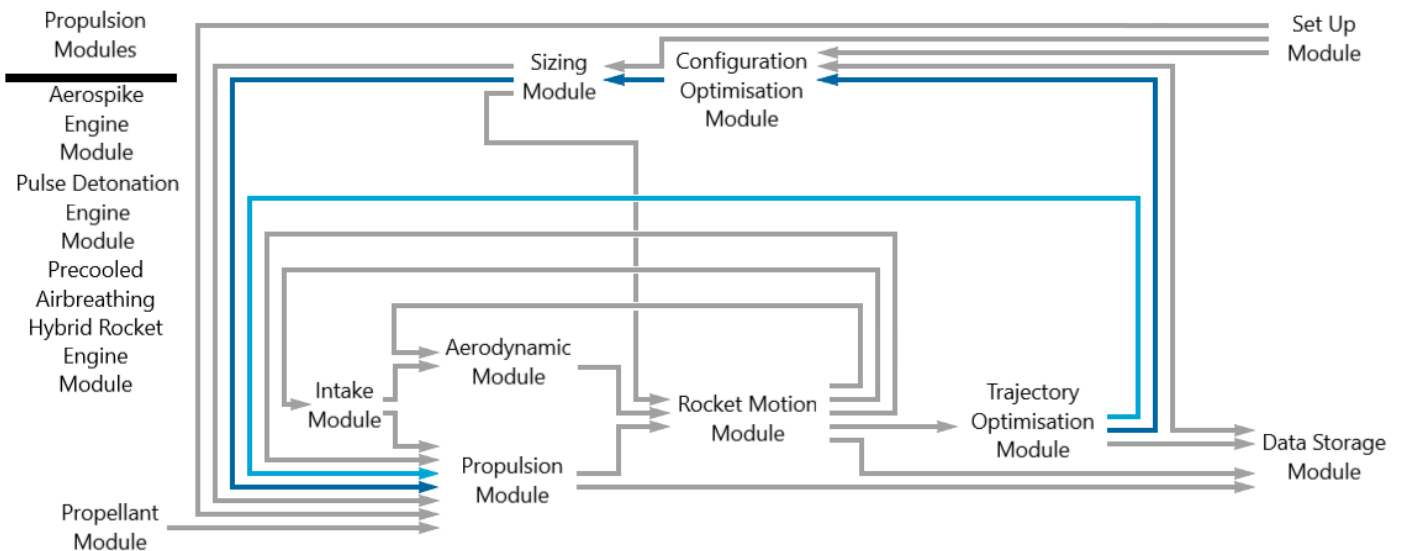 Propulsion
Modules
Aerospike
Engine
Module
Pulse Detonation
Engine
Module
Precooled
Airbreathing
Hybrid Rocket
Engine
Module
Propellant
Module
Sizing
Module
Configuration
Optimisation
Module
Set Up
Module
Intake
Module
Aerodynamic
Module
Propulsion
Module
Rocket Motion
Module
Trajectory
Optimisation
Module
Data Storage
Module